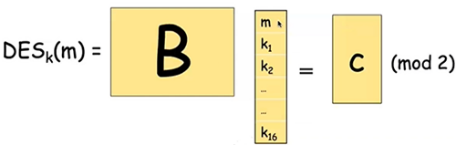 DESₖ(m) = B m = C (mod 2)
k₁
k₂
...
...
k₁₆